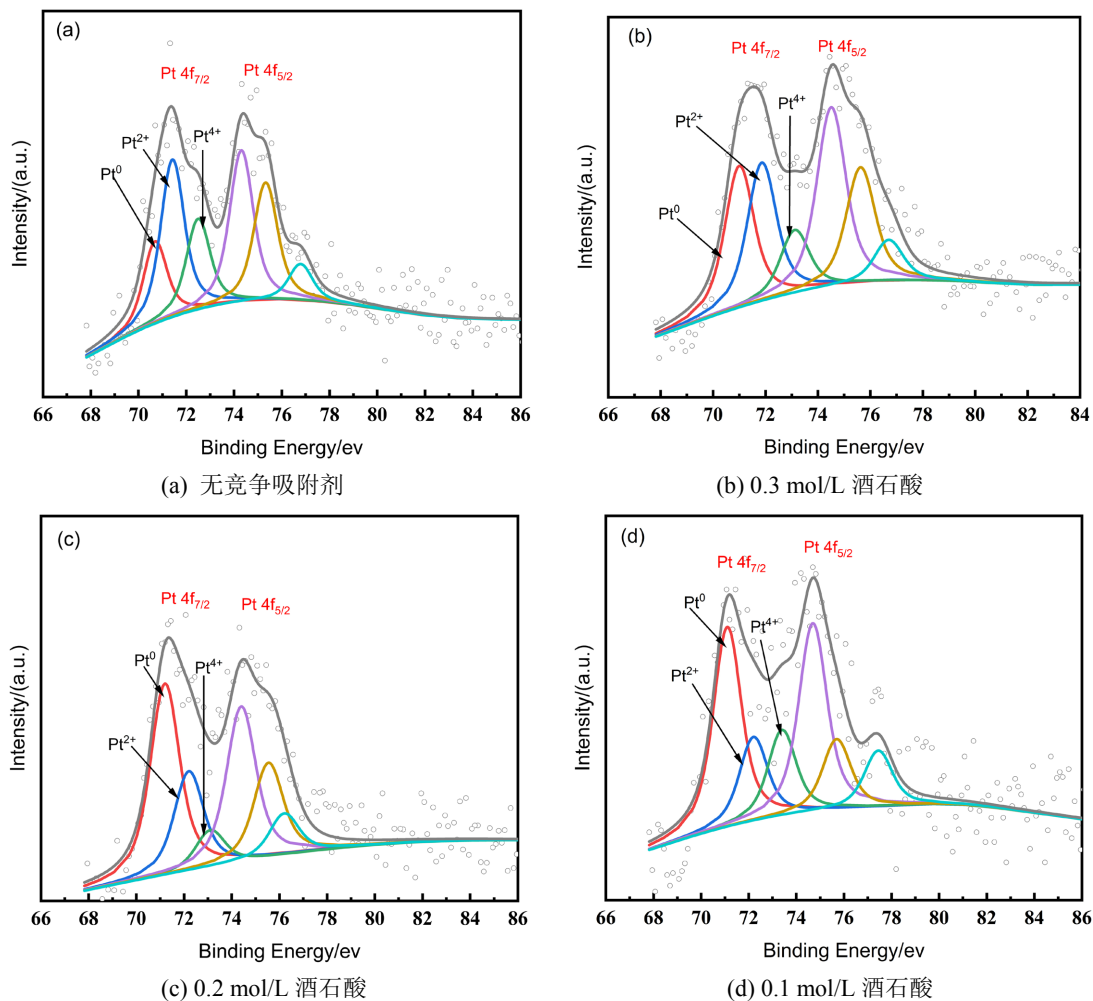 (a)
Pt 4f7/2
Pt 4f5/2
Pt4+
Pt2+
Pt0
Intensity/(a.u.)
66 68 70 72 74 76 78 80 82 84 86
Binding Energy/ev
(a) 无竞争吸附剂
(b)
Pt 4f7/2
Pt 4f5/2
Pt4+
Pt2+
Pt0
Intensity/(a.u.)
66 68 70 72 74 76 78 80 82 84
Binding Energy/ev
(b) 0.3 mol/L 酒石酸
(c)
Pt 4f7/2
Pt 4f5/2
Pt0
Pt4+
Pt2+
Intensity/(a.u.)
66 68 70 72 74 76 78 80 82 84 86
Binding Energy/ev
(c) 0.2 mol/L 酒石酸
(d)
Pt 4f5/2
Pt 4f7/2
Pt0
Pt4+
Pt2+
Intensity/(a.u.)
66 68 70 72 74 76 78 80 82 84 86
Binding Energy/ev
(d) 0.1 mol/L 酒石酸